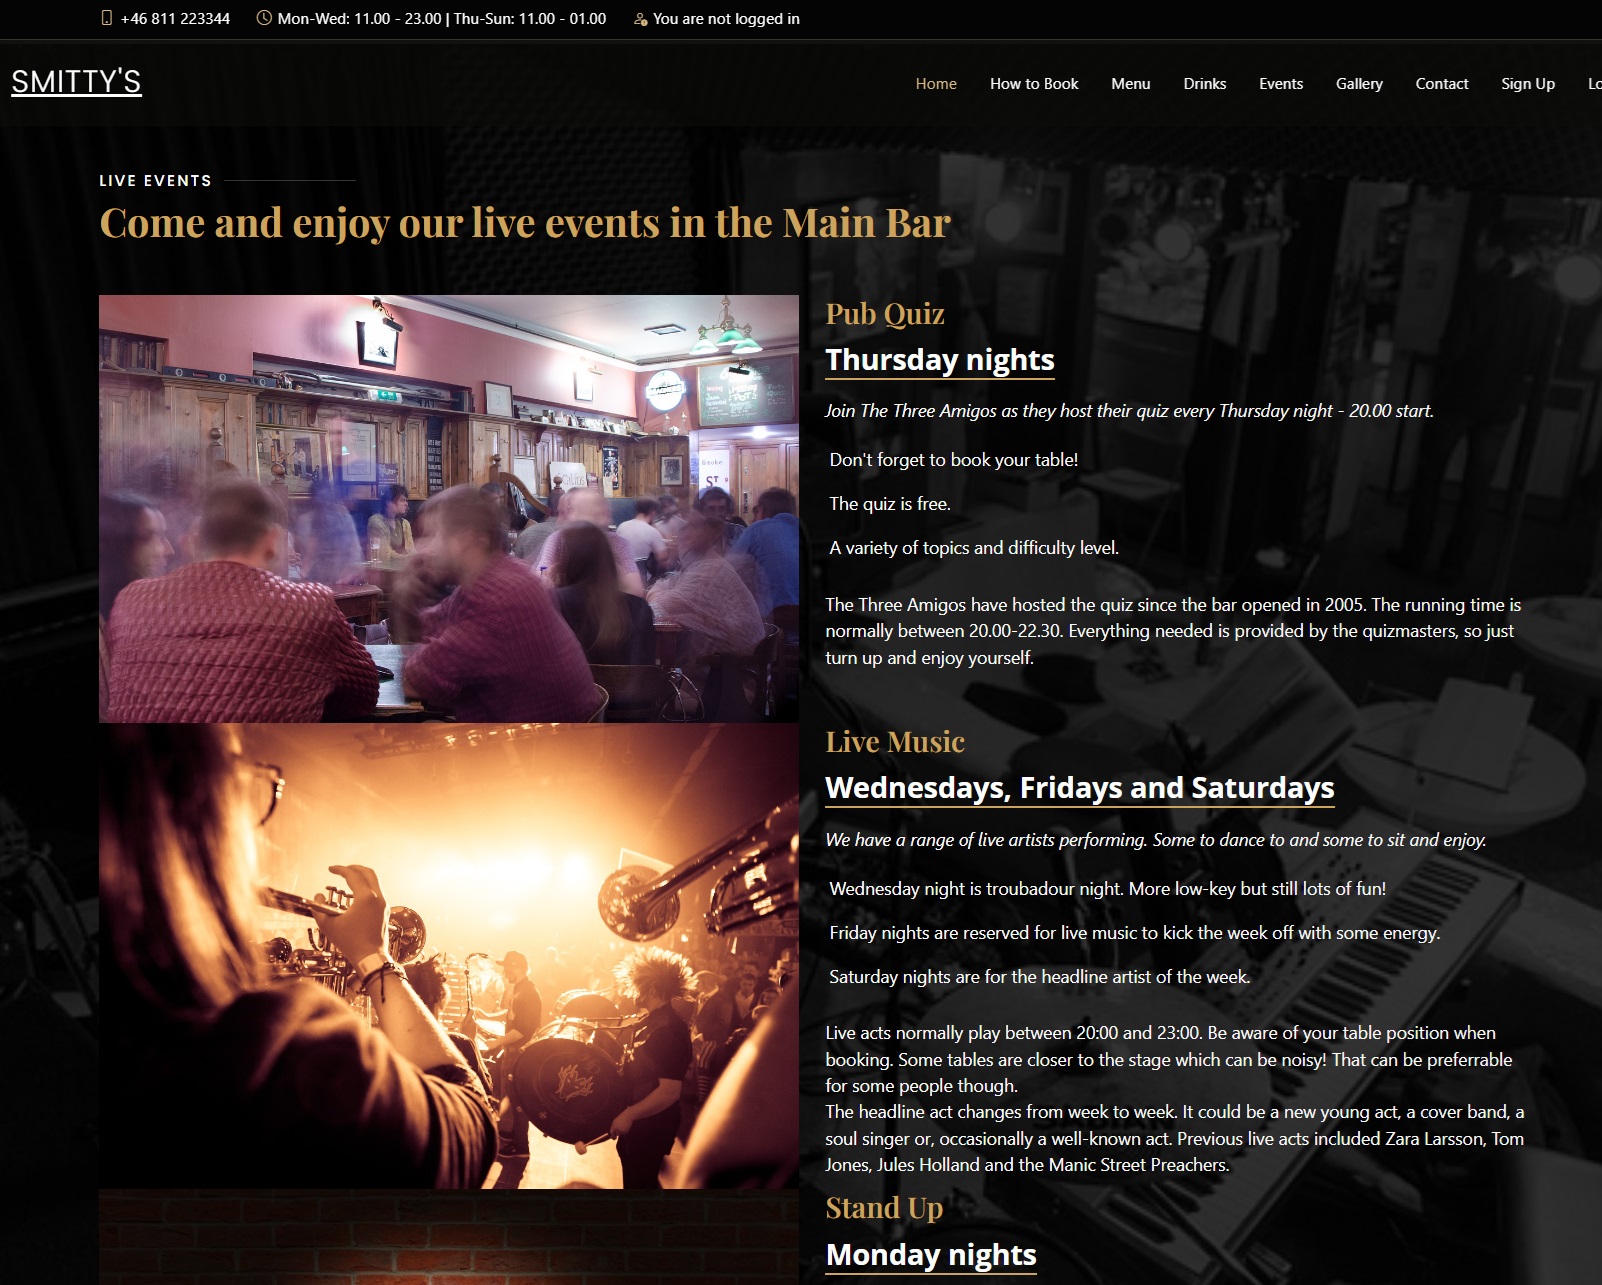 +46 811 223344 Mon-Wed: 11.00 - 23.00 | Thu-Sun: 11.00 - 01.00 You are not logged in
SMITTY'S
Home How to Book Menu Drinks Events Gallery Contact Sign Up
LIVE EVENTS
Come and enjoy our live events in the Main Bar
Pub Quiz
Thursday nights
Join The Three Amigos as they host their quiz every Thursday night - 20.00 start.
Don't forget to book your table!
The quiz is free.
A variety of topics and difficulty level.
The Three Amigos have hosted the quiz since the bar opened in 2005. The running time is
normally between 20.00-22.30. Everything needed is provided by the quizmasters, so just
turn up and enjoy yourself.
Live Music
Wednesdays, Fridays and Saturdays
We have a range of live artists performing. Some to dance to and some to sit and enjoy.
Wednesday night is troubadour night. More low-key but still lots of fun!
Friday nights are reserved for live music to kick the week off with some energy.
Saturday nights are for the headline artist of the week.
Live acts normally play between 20:00 and 23:00. Be aware of your table position when
booking. Some tables are closer to the stage which can be noisy! That can be preferrable
for some people though.
The headline act changes from week to week. It could be a new young act, a cover band, a
soul singer or, occasionally a well-known act. Previous live acts included Zara Larsson, Tom
Jones, Jules Holland and the Manic Street Preachers.
Stand Up
Monday nights